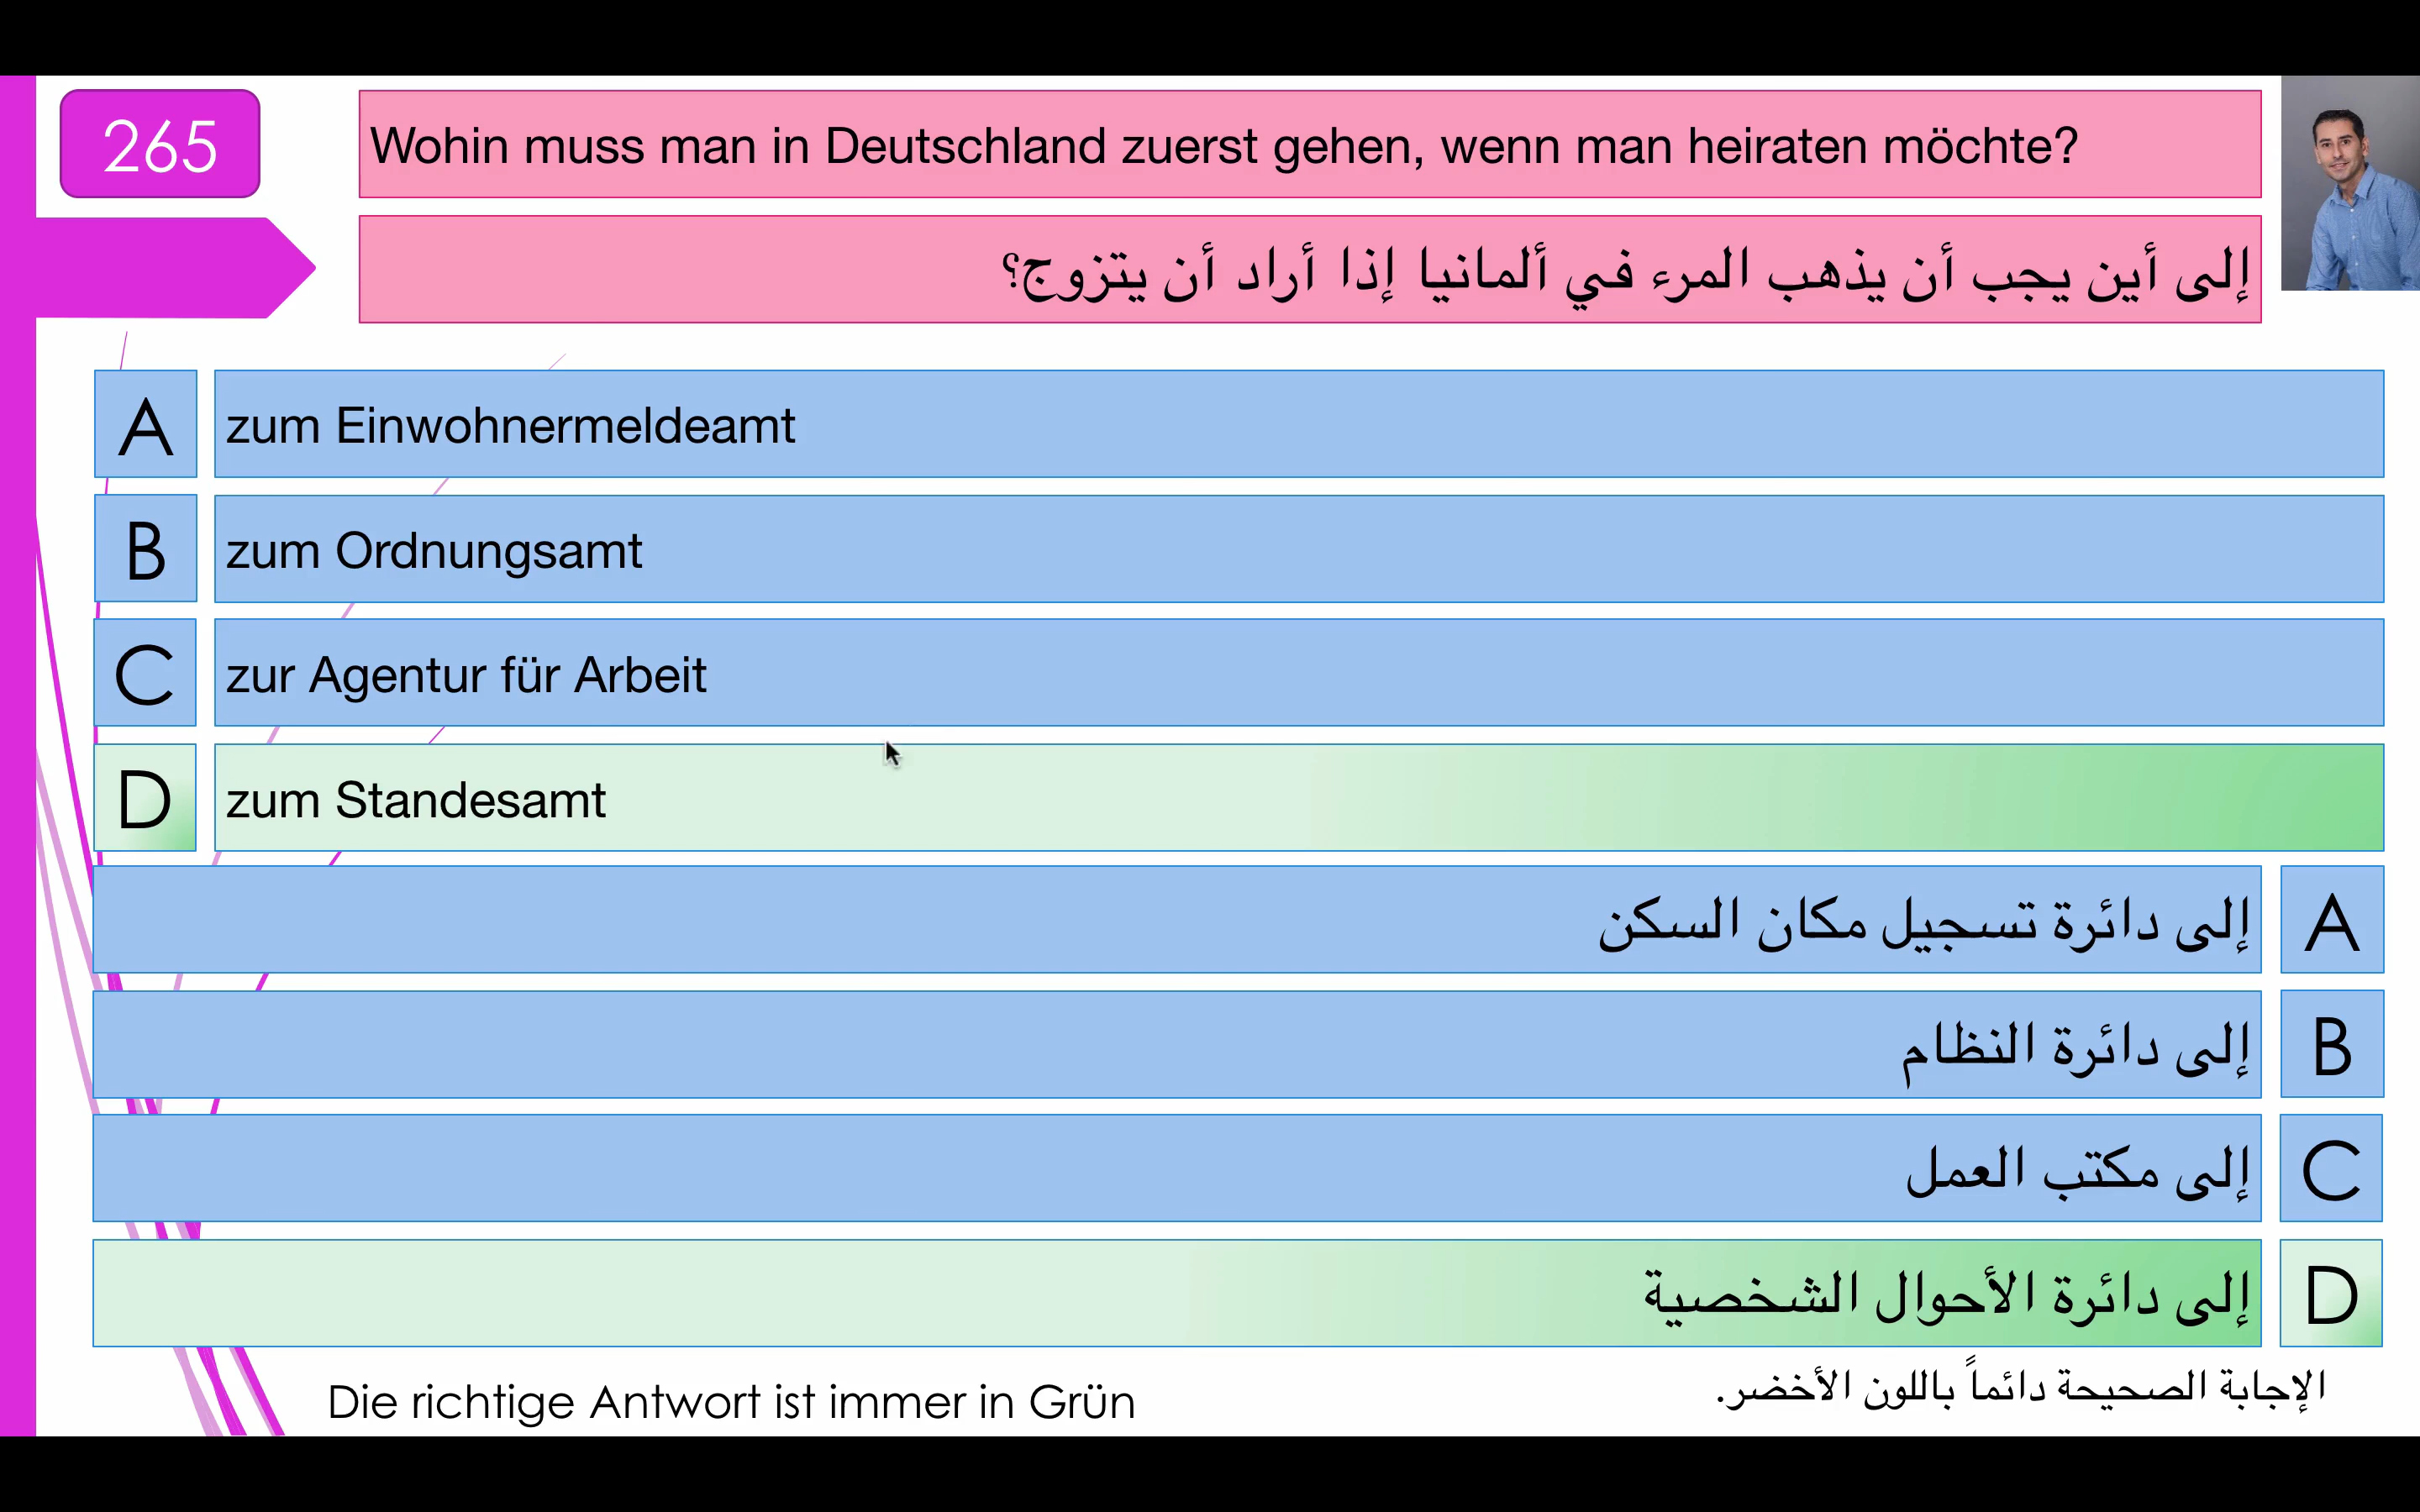 265
Wohin muss man in Deutschland zuerst gehen, wenn man heiraten möchte?
إلى أين يجب أن يذهب المرء في ألمانيا إذا أراد أن يتزوج؟
A zum Einwohnermeldeamt
B zum Ordnungsamt
C zur Agentur für Arbeit
D zum Standesamt
A إلى دائرة تسجيل مكان السكن
B إلى دائرة النظام
C إلى مكتب العمل
D إلى دائرة الأحوال الشخصية
Die richtige Antwort ist immer in Grün
الإجابة الصحيحة دائماً باللون الأخضر.